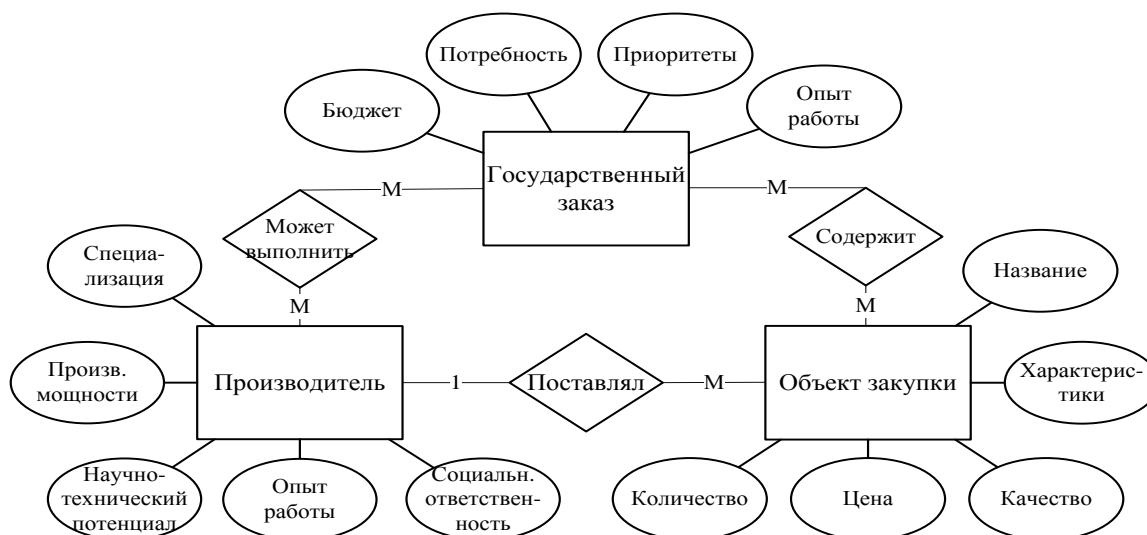 Потребность
Приоритеты
Бюджет
Опыт
работы
Государственный
заказ
М
М
Может
выполнить
Содержит
Специа-
лизация
Название
М
М
Произв.
мощности
Производитель
1
Поставлял
М
Объект закупки
Характерис-
тики
Научно-
технический
потенциал
Опыт
работы
Социальн.
ответствен-
ность
Количество
Цена
Качество